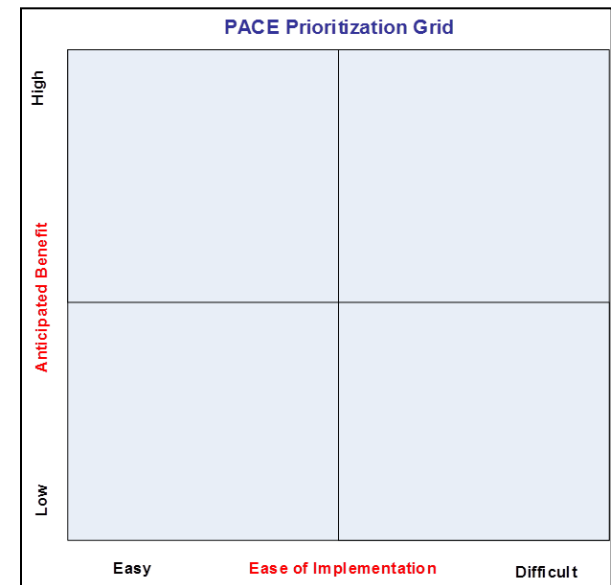 PACE Prioritization Grid
High
Anticipated Benefit
Low
Easy
Ease of Implementation
Difficult